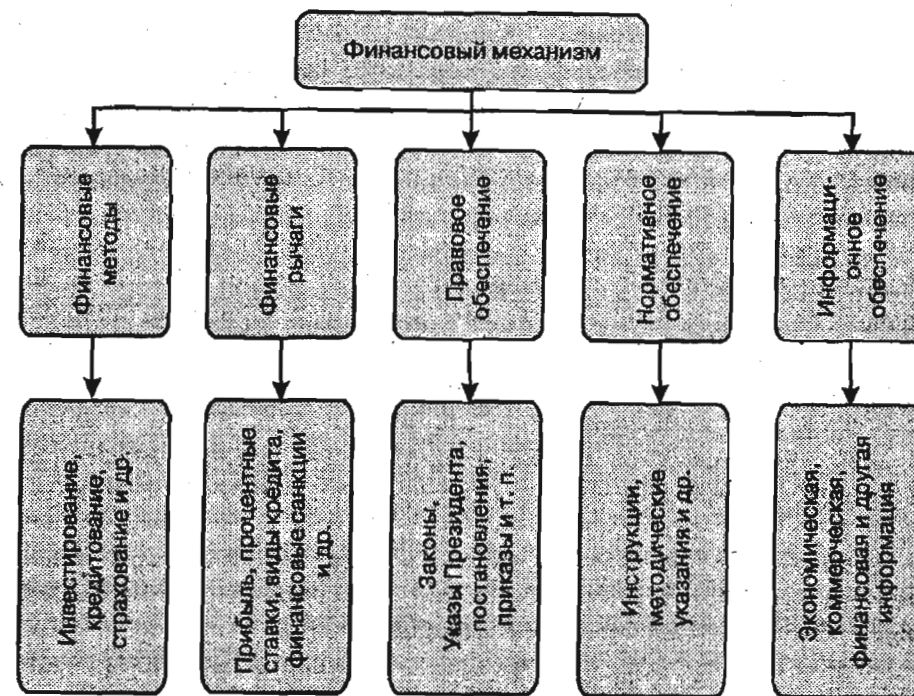 Финансовый механизм
Финансовые
методы
Финансовые
рычаги
Правовое
обеспечение
Нормативное
обеспечение
Информаци-
онное
обеспечение
Инвестирование,
кредитование,
страхование и др.
Прибыль, процентные
ставки, виды кредита,
финансовые санкции
и др.
Законы,
Указы Президента,
постановления,
приказы и т. п.
Инструкции,
методические
указания и др.
Экономическая,
коммерческая,
финансовая и другая
информация